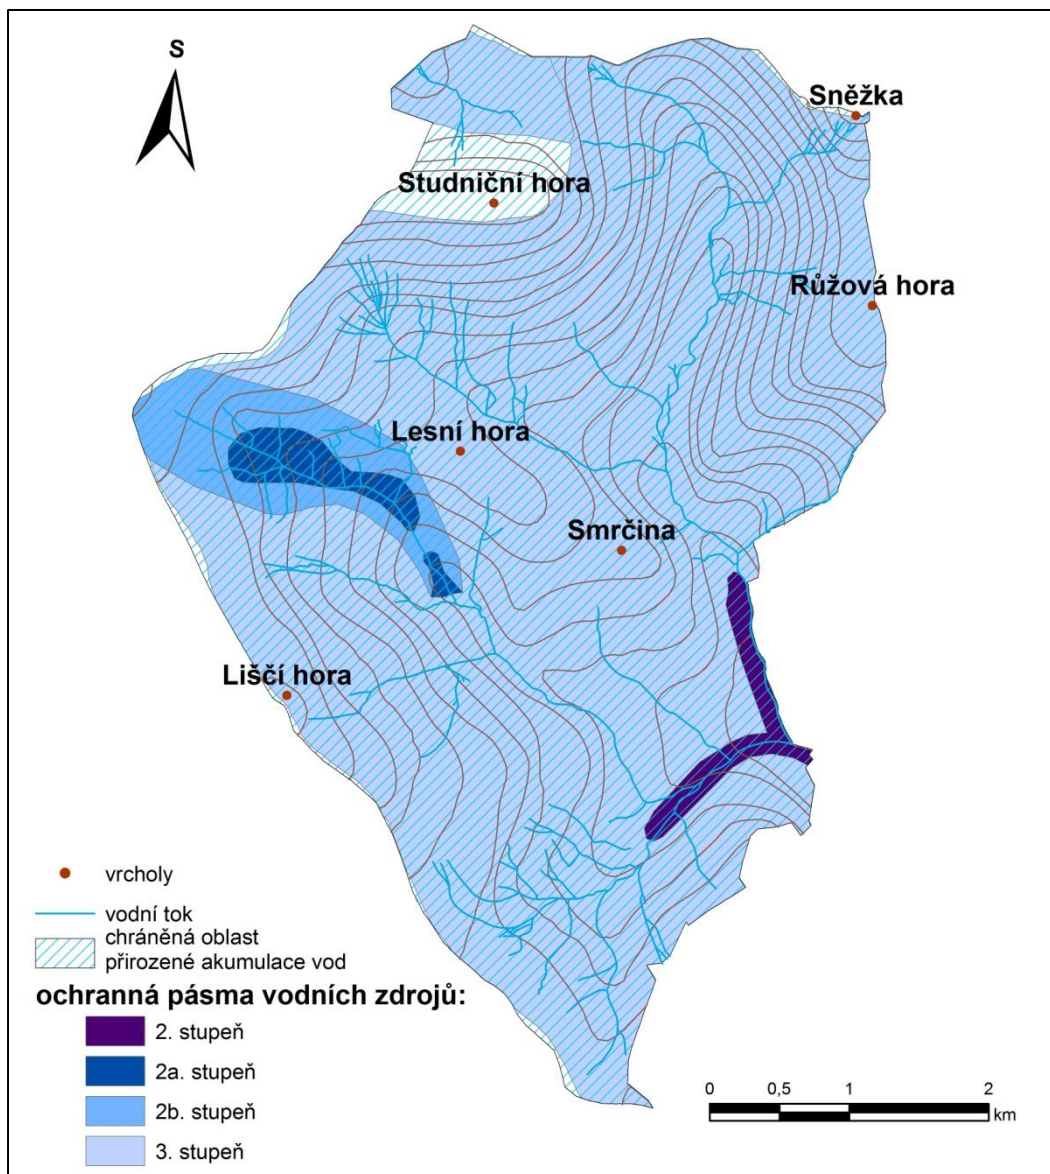 S
Sněžka
Studniční hora
Růžová hora
Lesní hora
Smrčina
Liščí hora
vrcholy
vodní tok
chráněná oblast
přirozené akumulace vod
ochranná pásma vodních zdrojů:
2. stupeň
2a. stupeň
2b. stupeň
3. stupeň
0 0,5 1 2
km